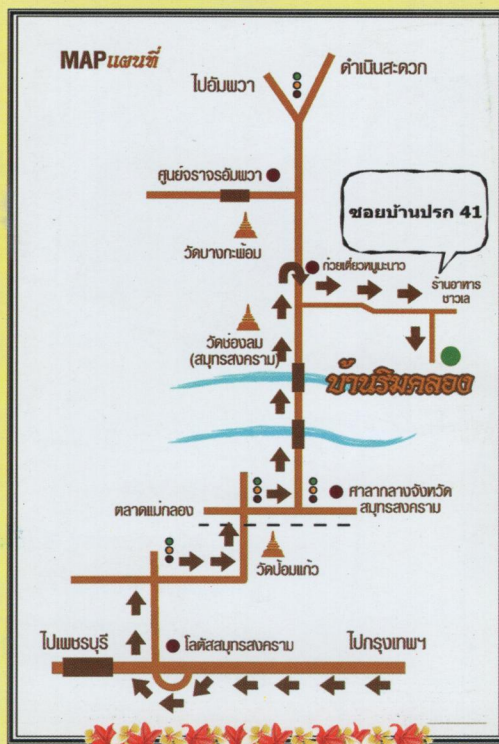 MAPแผนที่
ดำเนินสะดวก
ไปอัมพวา
ศูนย์จราจรอัมพวา
ซอยบ้านปรก 41
วัดบางกะพ้อม
ก๋วยเตี๋ยวหมูมะนาว
ร้านอาหาร
ชาวเล
วัดช่องลม
(สมุทรสงคราม)
บ้านริมคลอง
ตลาดแม่กลอง
ศาลากลางจังหวัด
สมุทรสงคราม
วัดป้อมแก้ว
ไปเพชรบุรี
โลตัสสมุทรสงคราม
ไปกรุงเทพฯ